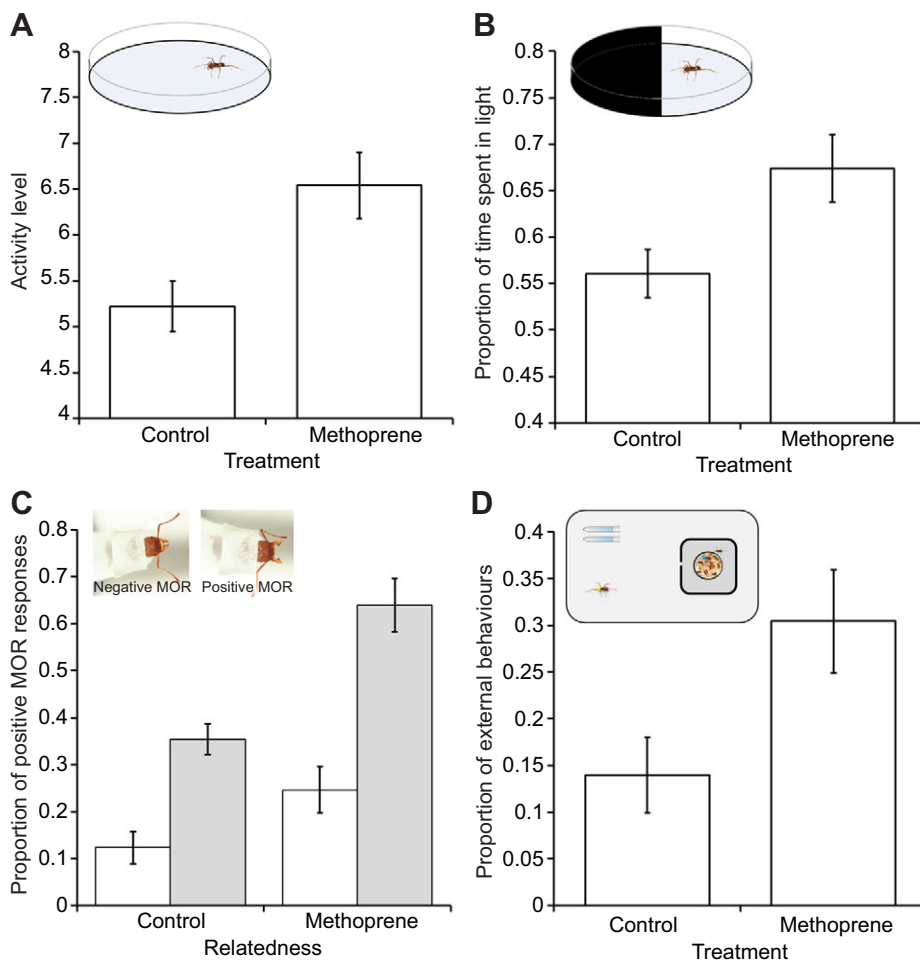 A
Activity level
8
7.5
7
6.5
6
5.5
5
4.5
4
Control Methoprene
Treatment
B
Proportion of time spent in light
0.8
0.75
0.7
0.65
0.6
0.55
0.5
0.45
0.4
Control Methoprene
Treatment
C
Proportion of positive MOR responses
0.8
0.7
0.6
0.5
0.4
0.3
0.2
0.1
0
Negative MOR Positive MOR
Control Methoprene
Relatedness
D
Proportion of external behaviours
0.4
0.35
0.3
0.25
0.2
0.15
0.1
0.05
0
Control Methoprene
Treatment